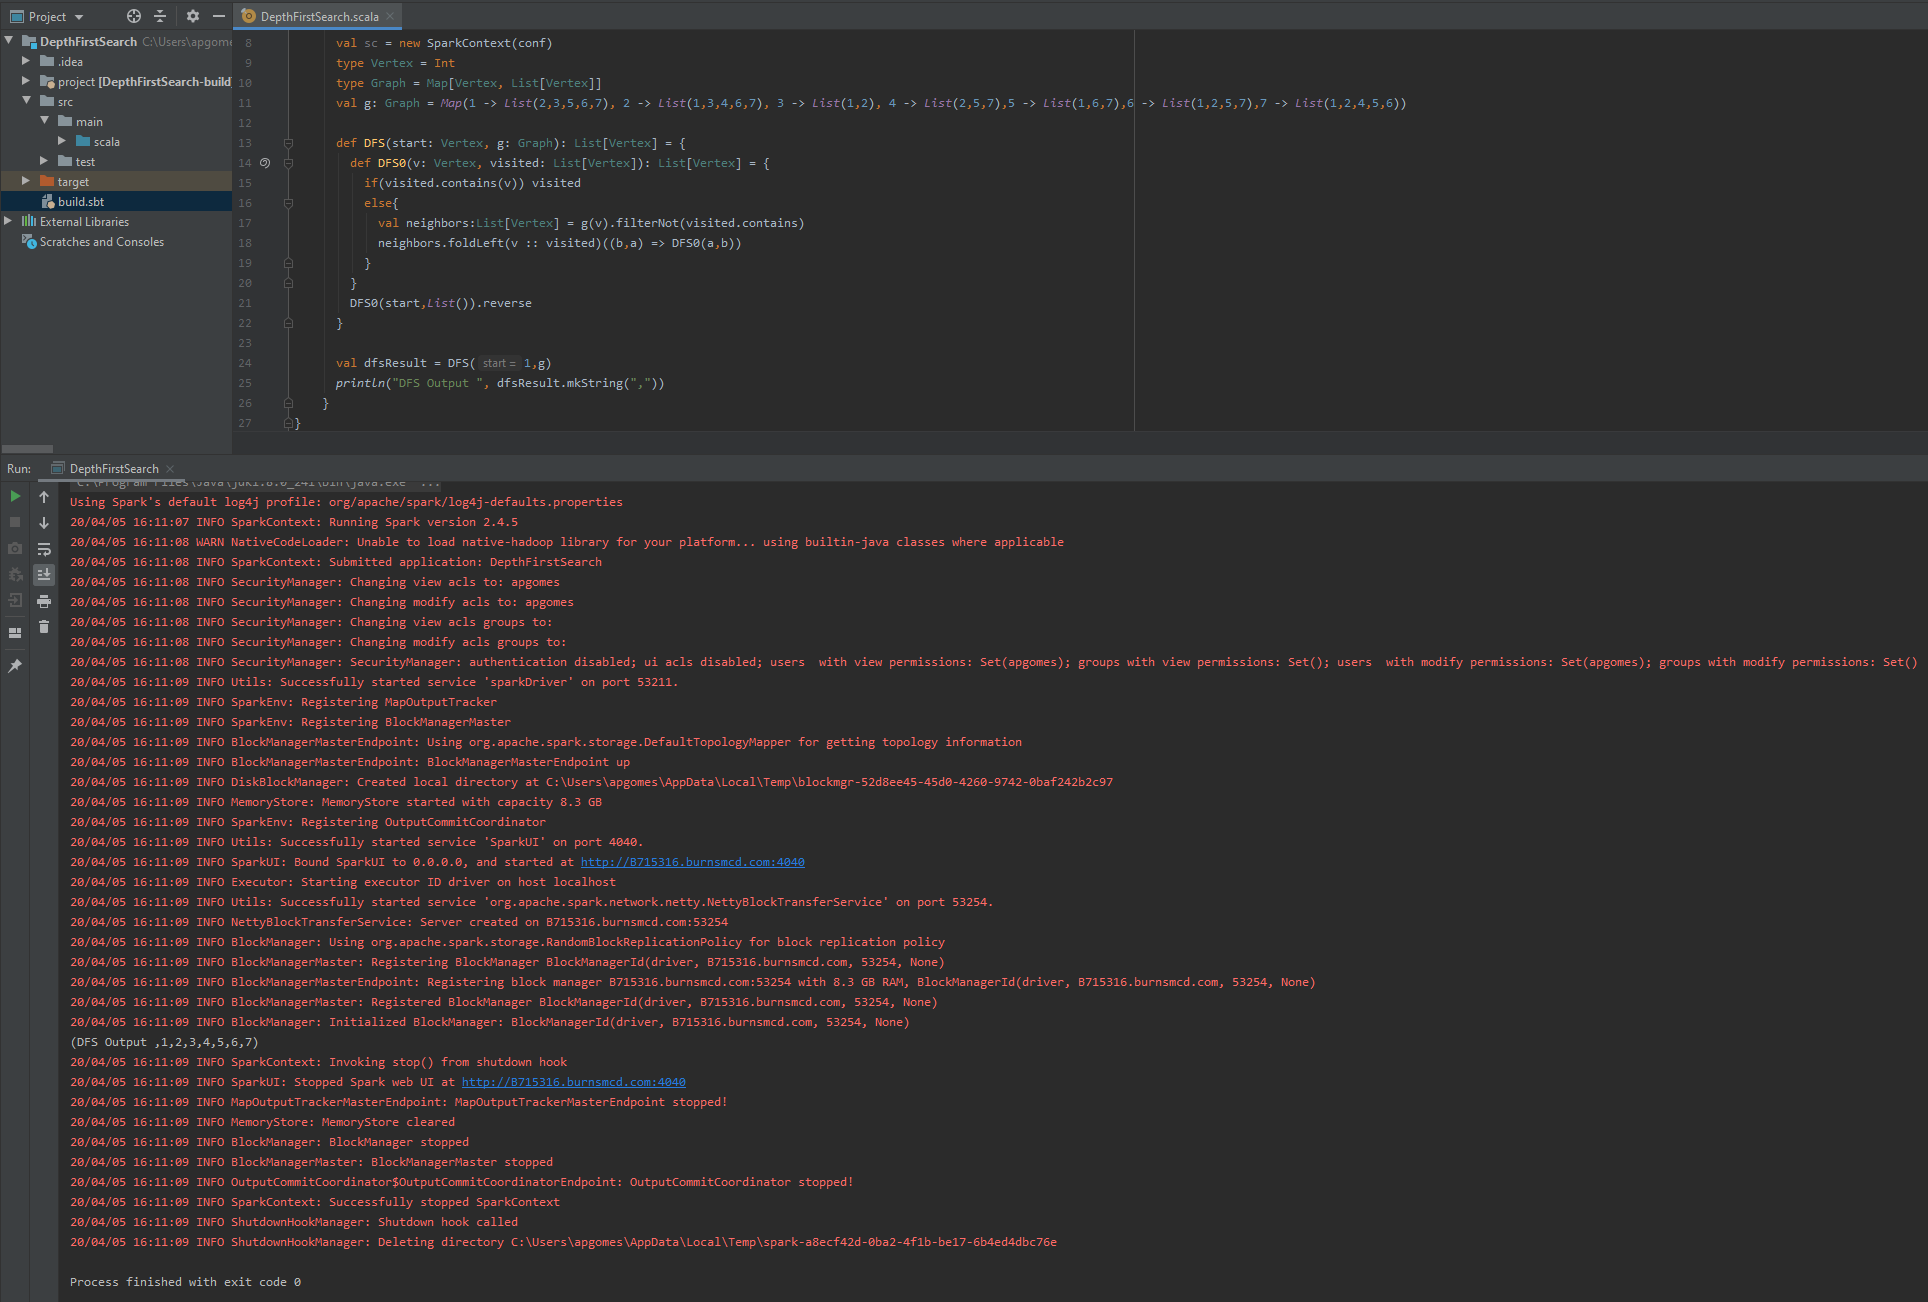 Project
DepthFirstSearch.scala
DepthFirstSearch C:\Users\apgome
.idea
project [DepthFirstSearch-build]
src
main
scala
test
target
build.sbt
External Libraries
Scratches and Consoles
8 val sc = new SparkContext(conf)
9 type Vertex = Int
10 type Graph = Map[Vertex, List[Vertex]]
11 val g: Graph = Map(1 -> List(2,3,5,6,7), 2 -> List(1,3,4,6,7), 3 -> List(1,2), 4 -> List(2,5,7),5 -> List(1,6,7),6 -> List(1,2,5,7),7 -> List(1,2,4,5,6))
12
13 def DFS(start: Vertex, g: Graph): List[Vertex] = {
14 def DFS0(v: Vertex, visited: List[Vertex]): List[Vertex] = {
15 if(visited.contains(v)) visited
16 else{
17 val neighbors:List[Vertex] = g(v).filterNot(visited.contains)
18 neighbors.foldLeft(v :: visited)((b,a) => DFS0(a,b))
19 }
20 }
21 DFS0(start,List()).reverse
22 }
23
24 val dfsResult = DFS( start = 1,g)
25 println("DFS Output ", dfsResult.mkString(","))
26 }
27 }
Run: DepthFirstSearch
"C:\Program Files\Java\jdk1.8.0_241\bin\java.exe" ...
Using Spark's default log4j profile: org/apache/spark/log4j-defaults.properties
20/04/05 16:11:07 INFO SparkContext: Running Spark version 2.4.5
20/04/05 16:11:08 WARN NativeCodeLoader: Unable to load native-hadoop library for your platform... using builtin-java classes where applicable
20/04/05 16:11:08 INFO SparkContext: Submitted application: DepthFirstSearch
20/04/05 16:11:08 INFO SecurityManager: Changing view acls to: apgomes
20/04/05 16:11:08 INFO SecurityManager: Changing modify acls to: apgomes
20/04/05 16:11:08 INFO SecurityManager: Changing view acls groups to:
20/04/05 16:11:08 INFO SecurityManager: Changing modify acls groups to:
20/04/05 16:11:08 INFO SecurityManager: SecurityManager: authentication disabled; ui acls disabled; users  with view permissions: Set(apgomes); groups with view permissions: Set(); users  with modify permissions: Set(apgomes); groups with modify permissions: Set()
20/04/05 16:11:09 INFO Utils: Successfully started service 'sparkDriver' on port 53211.
20/04/05 16:11:09 INFO SparkEnv: Registering MapOutputTracker
20/04/05 16:11:09 INFO SparkEnv: Registering BlockManagerMaster
20/04/05 16:11:09 INFO BlockManagerMasterEndpoint: Using org.apache.spark.storage.DefaultTopologyMapper for getting topology information
20/04/05 16:11:09 INFO BlockManagerMasterEndpoint: BlockManagerMasterEndpoint up
20/04/05 16:11:09 INFO DiskBlockManager: Created local directory at C:\Users\apgomes\AppData\Local\Temp\blockmgr-52d8ee45-45d0-4260-9742-0baf242b2c97
20/04/05 16:11:09 INFO MemoryStore: MemoryStore started with capacity 8.3 GB
20/04/05 16:11:09 INFO SparkEnv: Registering OutputCommitCoordinator
20/04/05 16:11:09 INFO Utils: Successfully started service 'SparkUI' on port 4040.
20/04/05 16:11:09 INFO SparkUI: Bound SparkUI to 0.0.0.0, and started at http://B715316.burnsmcd.com:4040
20/04/05 16:11:09 INFO Executor: Starting executor ID driver on host localhost
20/04/05 16:11:09 INFO Utils: Successfully started service 'org.apache.spark.network.netty.NettyBlockTransferService' on port 53254.
20/04/05 16:11:09 INFO NettyBlockTransferService: Server created on B715316.burnsmcd.com:53254
20/04/05 16:11:09 INFO BlockManager: Using org.apache.spark.storage.RandomBlockReplicationPolicy for block replication policy
20/04/05 16:11:09 INFO BlockManagerMaster: Registering BlockManager BlockManagerId(driver, B715316.burnsmcd.com, 53254, None)
20/04/05 16:11:09 INFO BlockManagerMasterEndpoint: Registering block manager B715316.burnsmcd.com:53254 with 8.3 GB RAM, BlockManagerId(driver, B715316.burnsmcd.com, 53254, None)
20/04/05 16:11:09 INFO BlockManagerMaster: Registered BlockManager BlockManagerId(driver, B715316.burnsmcd.com, 53254, None)
20/04/05 16:11:09 INFO BlockManager: Initialized BlockManager: BlockManagerId(driver, B715316.burnsmcd.com, 53254, None)
(DFS Output ,1,2,3,4,5,6,7)
20/04/05 16:11:09 INFO SparkContext: Invoking stop() from shutdown hook
20/04/05 16:11:09 INFO SparkUI: Stopped Spark web UI at http://B715316.burnsmcd.com:4040
20/04/05 16:11:09 INFO MapOutputTrackerMasterEndpoint: MapOutputTrackerMasterEndpoint stopped!
20/04/05 16:11:09 INFO MemoryStore: MemoryStore cleared
20/04/05 16:11:09 INFO BlockManager: BlockManager stopped
20/04/05 16:11:09 INFO BlockManagerMaster: BlockManagerMaster stopped
20/04/05 16:11:09 INFO OutputCommitCoordinator$OutputCommitCoordinatorEndpoint: OutputCommitCoordinator stopped!
20/04/05 16:11:09 INFO SparkContext: Successfully stopped SparkContext
20/04/05 16:11:09 INFO ShutdownHookManager: Shutdown hook called
20/04/05 16:11:09 INFO ShutdownHookManager: Deleting directory C:\Users\apgomes\AppData\Local\Temp\spark-a8ecf42d-0ba2-4f1b-be17-6b4ed4dbc76e
Process finished with exit code 0